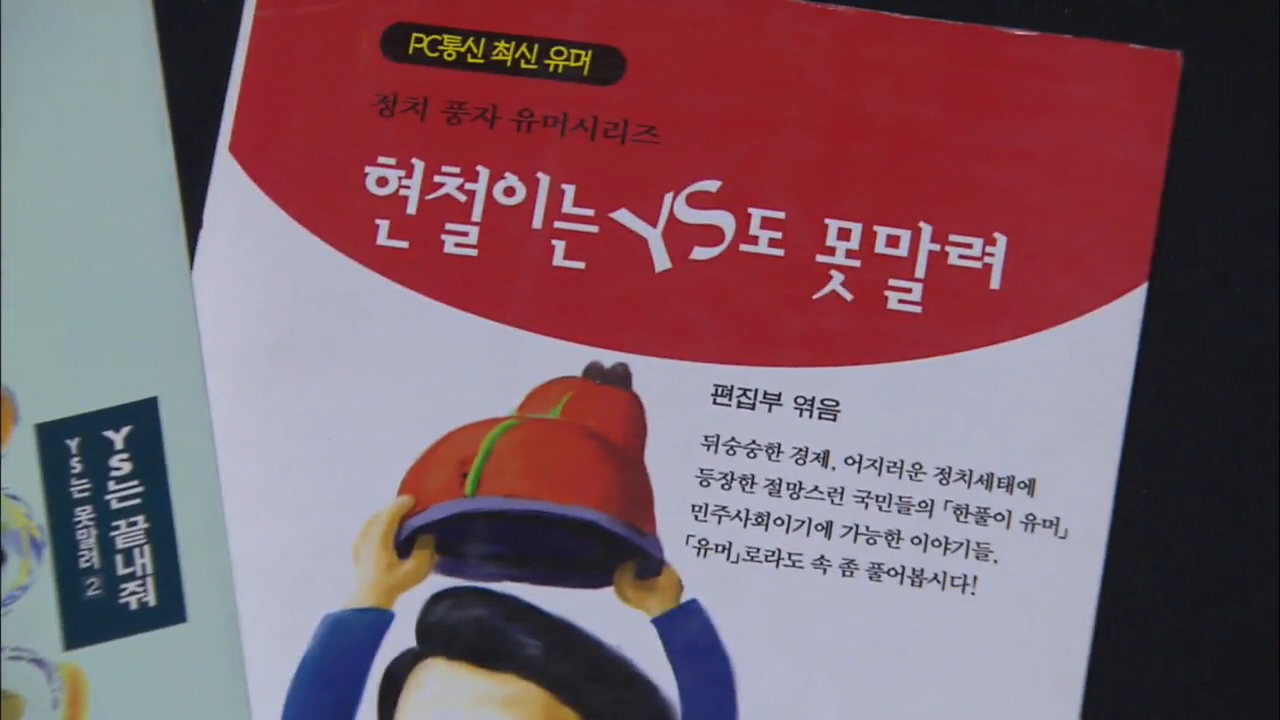 PC통신 최신 유머
정치 풍자 유머시리즈
현철이는 YS도 못말려
편집부 엮음
뒤숭숭한 경제, 어지러운 정치세태에
등장한 절망스런 국민들의 「한풀이 유머」
민주사회이기에 가능한 이야기들,
「유머」로라도 속 좀 풀어봅시다!
YS는 끝내줘
YS는 못말려 2